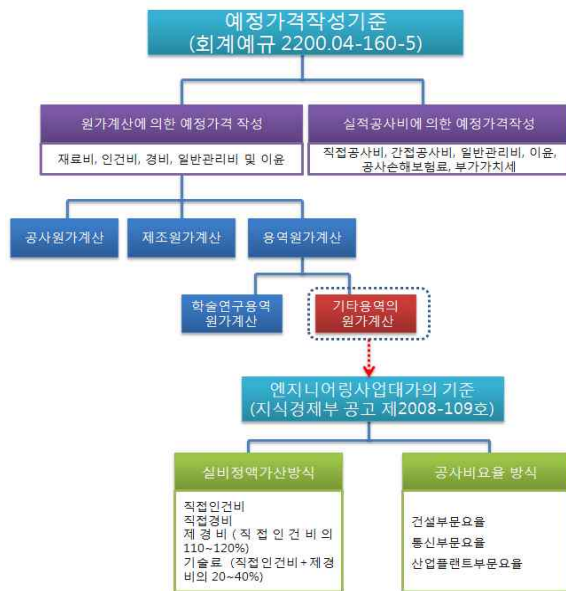 예정가격작성기준
(회계예규 2200.04-160-5)
원가계산에 의한 예정가격 작성
재료비, 인건비, 경비, 일반관리비 및 이윤
실적공사비에 의한 예정가격작성
직접공사비, 간접공사비, 일반관리비, 이윤,
공사손해보험료, 부가가치세
공사원가계산
제조원가계산
용역원가계산
학술연구용역
원가계산
기타용역의
원가계산
엔지니어링사업대가의 기준
(지식경제부 공고 제2008-109호)
실비정액가산방식
직접인건비
직접경비
제경비(직접인건비의
110~120%)
기술료 (직접인건비+제경
비의 20~40%)
공사비요율 방식
건설부문요율
통신부문요율
산업플랜트부문요율